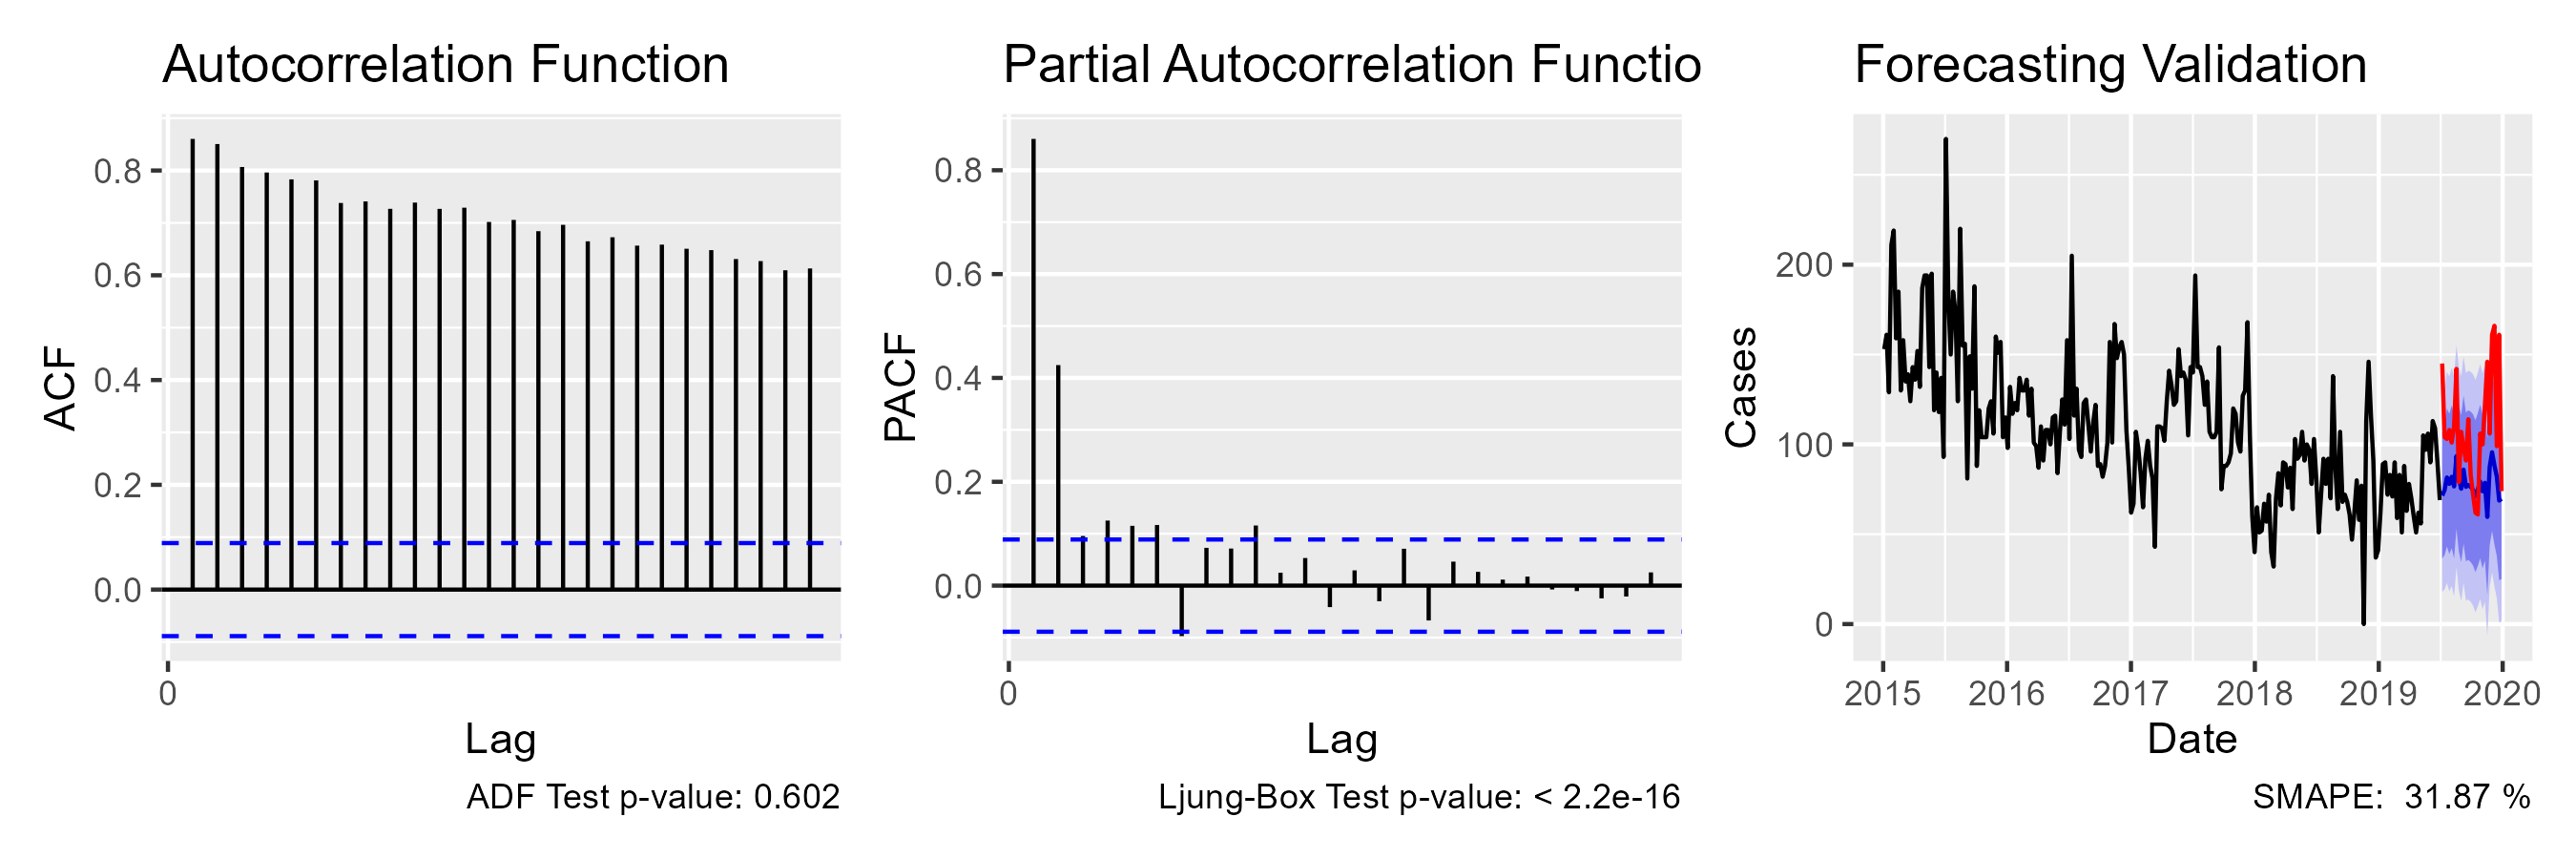 Autocorrelation Function
0.8
0.6
0.4
0.2
0.0
ACF
0
Lag
ADF Test p-value: 0.602
Partial Autocorrelation Functio
0.8
0.6
0.4
0.2
0.0
PACF
0
Lag
Ljung-Box Test p-value: < 2.2e-16
Forecasting Validation
200
100
0
Cases
2015 2016 2017 2018 2019 2020
Date
SMAPE: 31.87 %